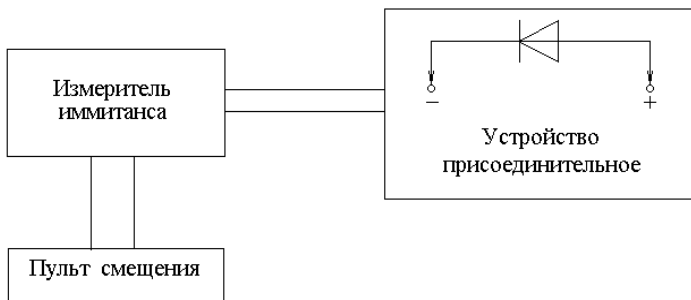 Измеритель
иммитанса
− +
Устройство
присоединительное
Пульт смещения